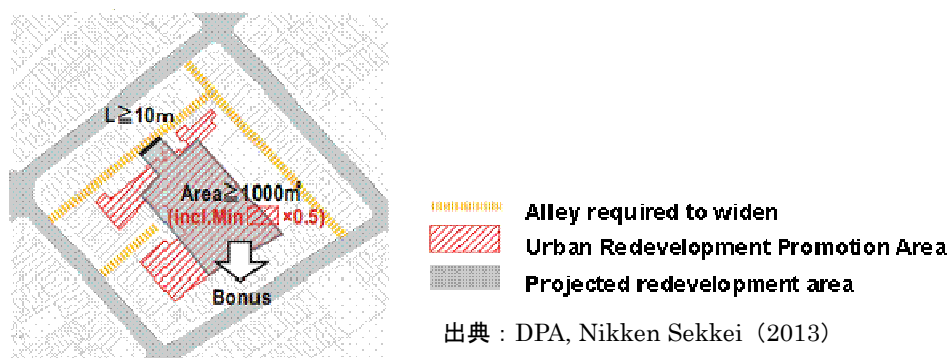 L≧10m
Area≧1000㎡
(incl.Min ×0.5)
Bonus
Alley required to widen
Urban Redevelopment Promotion Area
Projected redevelopment area
出典：DPA, Nikken Sekkei（2013）